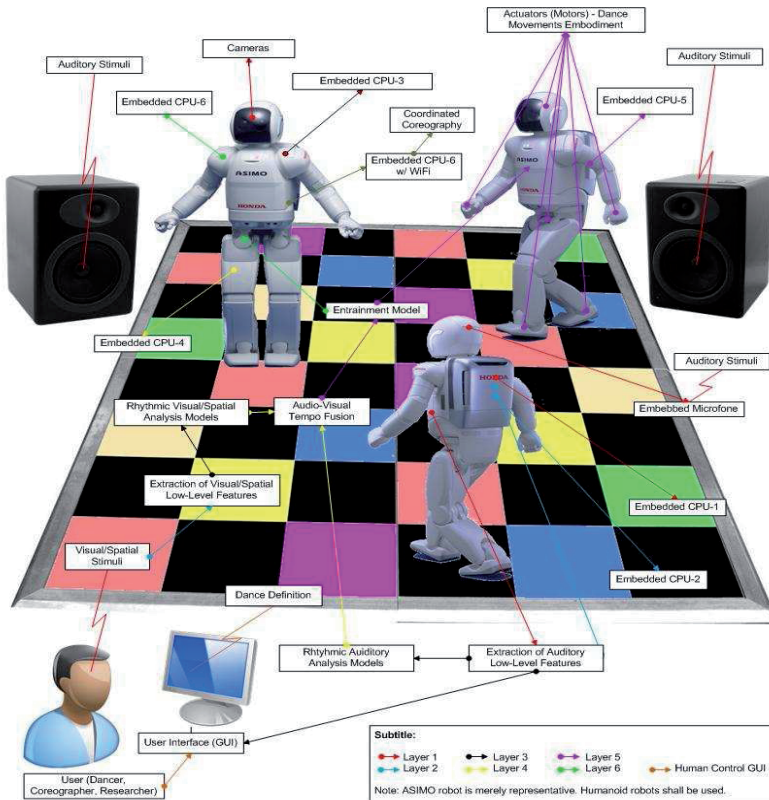 Cameras
Actuators (Motors) - Dance
Movements Embodiment
Auditory Stimuli
Embedded CPU-3
Auditory Stimuli
Embedded CPU-6
Embedded CPU-5
Coordinated
Coreography
Embedded CPU-6
w/ WiFi
ASIMO
HONDA
ASIMO
HONDA
Entrainment Model
Embedded CPU-4
HONDA
Auditory Stimuli
Rhythmic Visual/Spatial
Analysis Models
Audio-Visual
Tempo Fusion
Embebbed Microfone
Extraction of Visual/Spatial
Low-Level Features
Embedded CPU-1
Visual/Spatial
Stimuli
Embedded CPU-2
Dance Definition
Rhtyhmic Auiditory
Analysis Models
Extraction of Auditory
Low-Level Features
User Interface (GUI)
User (Dancer,
Coreographer, Researcher)
Subtitle:
Layer 1
Layer 3
Layer 5
Layer 2
Layer 4
Layer 6
Human Control GUI
Note: ASIMO robot is merely representative. Humanoid robots shall be used.